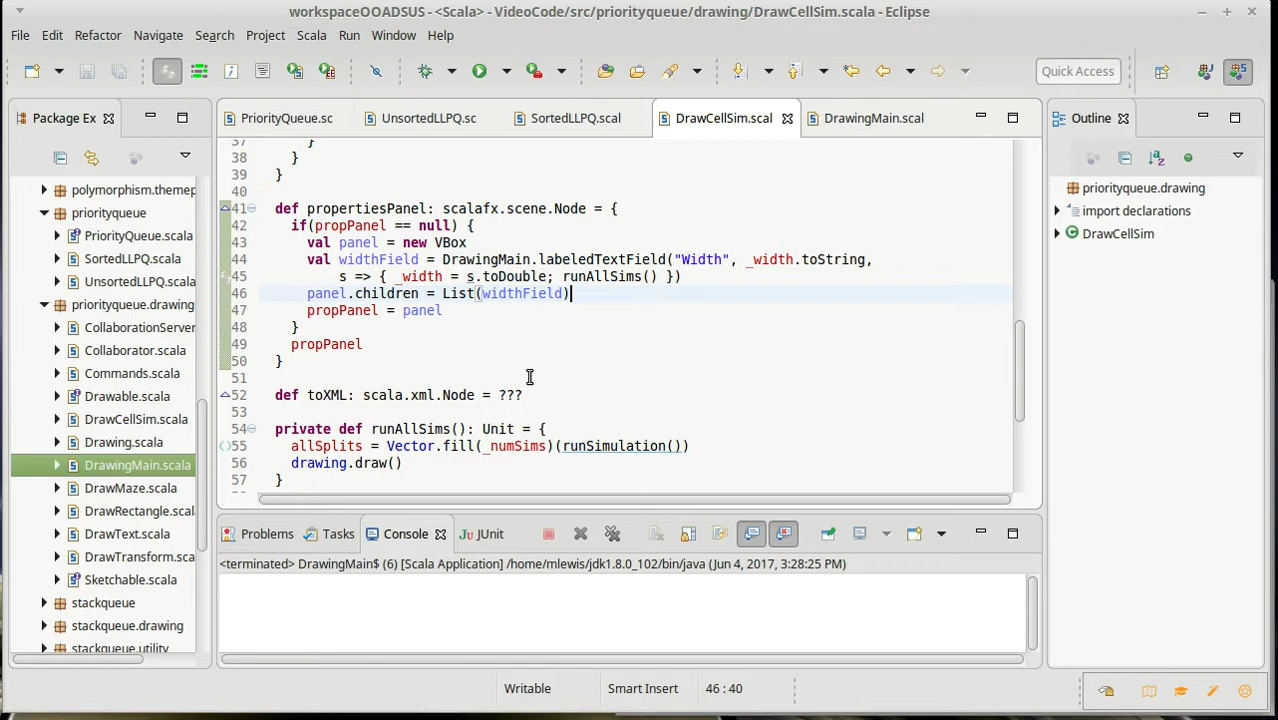 workspaceOOADSUS - <Scala> - VideoCode/src/priorityqueue/drawing/DrawCellSim.scala - Eclipse
File Edit Refactor Navigate Search Project Scala Run Window Help
Quick Access
Package Ex
PriorityQueue.sc
UnsortedLLPQ.sc
SortedLLPQ.scal
DrawCellSim.scal
DrawingMain.scal
Outline
polymorphism.themep
priorityqueue
PriorityQueue.scala
SortedLLPQ.scala
UnsortedLLPQ.scala
priorityqueue.drawing
CollaborationServer
Collaborator.scala
Commands.scala
Drawable.scala
DrawCellSim.scala
Drawing.scala
DrawingMain.scala
DrawMaze.scala
DrawRectangle.scala
DrawText.scala
DrawTransform.sca
Sketchable.scala
stackqueue
stackqueue.drawing
stackqueue.utility
37 }
38 }
39 }
40
41 def propertiesPanel: scalafx.scene.Node = {
42 if(propPanel == null) {
43 val panel = new VBox
44 val widthField = DrawingMain.labeledTextField("Width", _width.toString,
45 s => { _width = s.toDouble; runAllSims() })
46 panel.children = List(widthField)
47 propPanel = panel
48 }
49 propPanel
50 }
51
52 def toXML: scala.xml.Node = ???
53
54 private def runAllSims(): Unit = {
55 allSplits = Vector.fill(_numSims)(runSimulation())
56 drawing.draw()
57 }
priorityqueue.drawing
import declarations
DrawCellSim
Problems Tasks Console JUnit
<terminated> DrawingMain$ (6) [Scala Application] /home/mlewis/jdk1.8.0_102/bin/java (Jun 4, 2017, 3:28:25 PM)
Writable Smart Insert 46 : 40